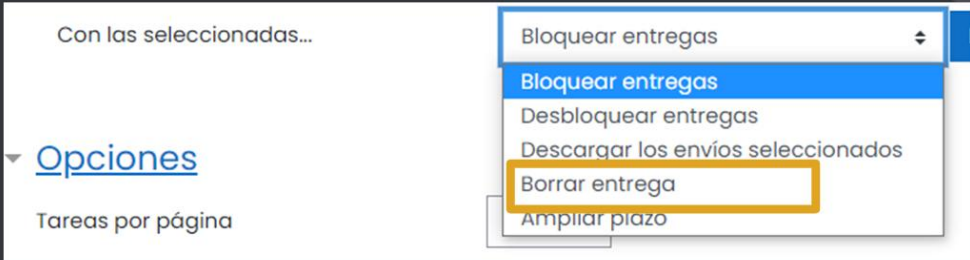 Con las seleccionadas...
Bloquear entregas
Bloquear entregas
Desbloquear entregas
Descargar los envíos seleccionados
Borrar entrega
Ampliar plazo
Opciones
Tareas por página